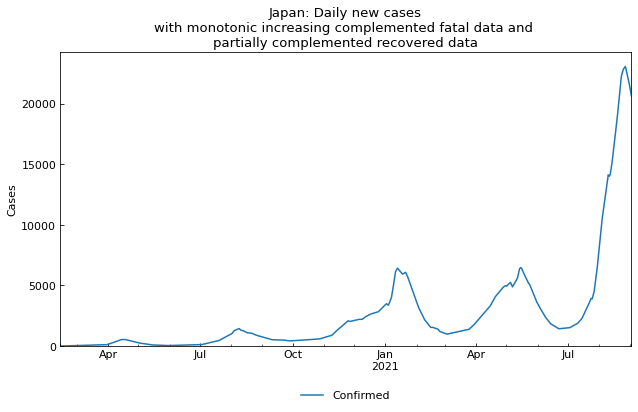 Japan: Daily new cases
with monotonic increasing complemented fatal data and
partially complemented recovered data
20000
15000
10000
5000
0
Cases
Apr
Jul
Oct
Jan
2021
Apr
Jul
Confirmed